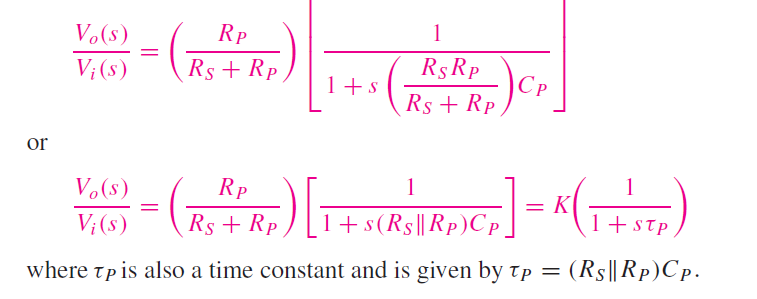 V_o(s)/V_i(s) = (R_P/(R_S + R_P)) [1/(1 + s(R_S R_P/(R_S + R_P))C_P)]
or
V_o(s)/V_i(s) = (R_P/(R_S + R_P)) [1/(1 + s(R_S∥R_P)C_P)] = K(1/(1 + sτ_P))
where τ_P is also a time constant and is given by τ_P = (R_S∥R_P)C_P.